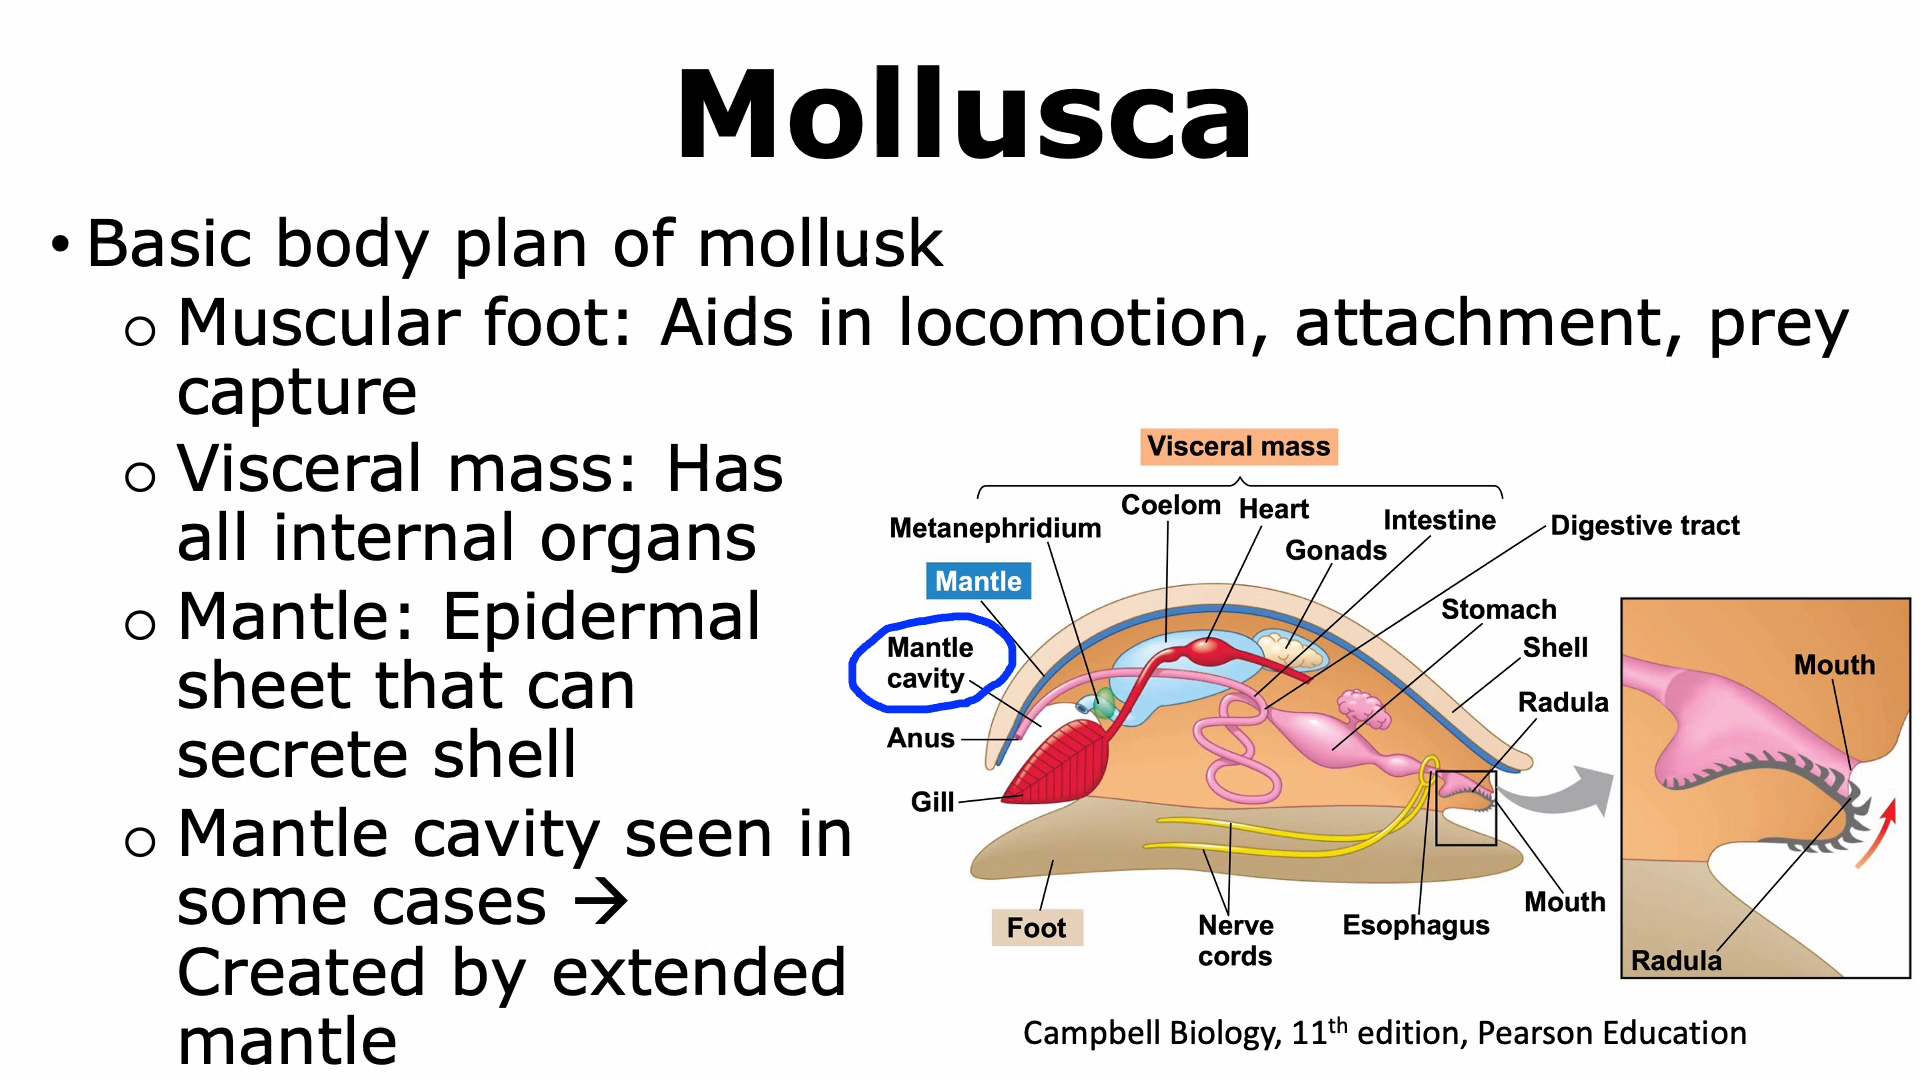 Mollusca
• Basic body plan of mollusk
o Muscular foot: Aids in locomotion, attachment, prey
capture
o Visceral mass: Has
all internal organs
o Mantle: Epidermal
sheet that can
secrete shell
o Mantle cavity seen in
some cases →
Created by extended
mantle
Visceral mass
Coelom
Heart
Metanephridium
Intestine
Digestive tract
Gonads
Mantle
Stomach
Mantle
cavity
Shell
Radula
Anus
Gill
Mouth
Foot
Nerve
cords
Esophagus
Mouth
Radula
Campbell Biology, 11th edition, Pearson Education